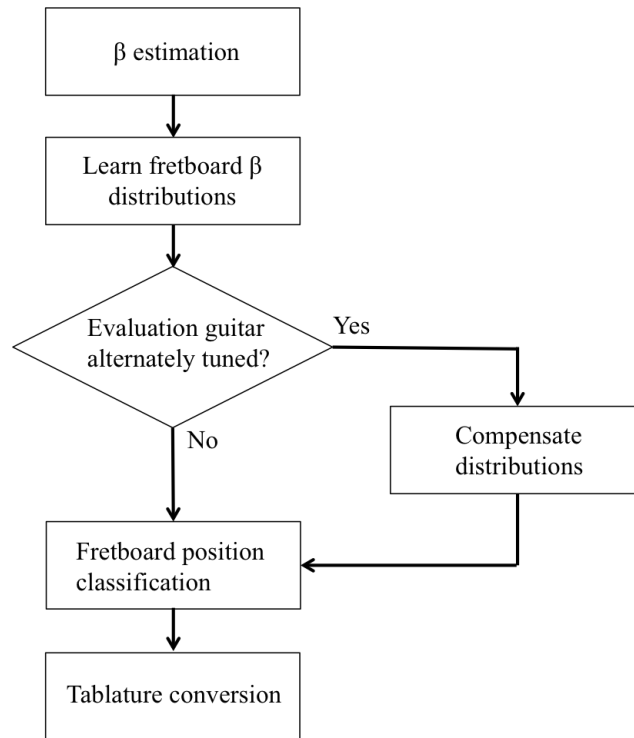 β estimation
Learn fretboard β
distributions
Evaluation guitar
alternately tuned?
Yes
No
Compensate
distributions
Fretboard position
classification
Tablature conversion